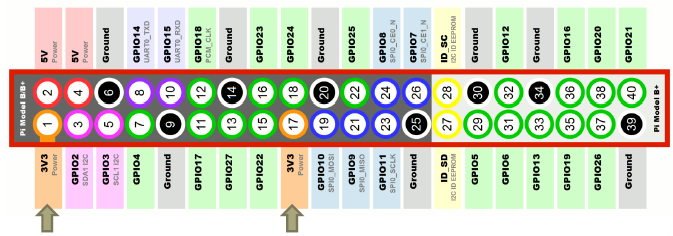 5V
Power
5V
Power
Ground
GPIO14
UART0_TXD
GPIO15
UART0_RXD
GPIO18
PCM_CLK
Ground
GPIO23
GPIO24
Ground
GPIO25
GPIO8
SPI0_CE0_N
GPIO7
SPI0_CE1_N
ID_SC
I2C ID EEPROM
Ground
GPIO12
Ground
GPIO16
GPIO20
GPIO21
Pi Model B/B+
2 4 6 8 10 12 14 16 18 20 22 24 26 28 30 32 34 36 38 40
1 3 5 7 9 11 13 15 17 19 21 23 25 27 29 31 33 35 37 39
Pi Model B+
3V3
Power
GPIO2
SDA1 I2C
GPIO3
SCL1 I2C
GPIO4
Ground
GPIO17
GPIO27
GPIO22
3V3
Power
GPIO10
SPI0_MOSI
GPIO9
SPI0_MISO
GPIO11
SPI0_SCLK
Ground
ID_SD
I2C ID EEPROM
GPIO5
GPIO6
GPIO13
GPIO19
GPIO26
Ground